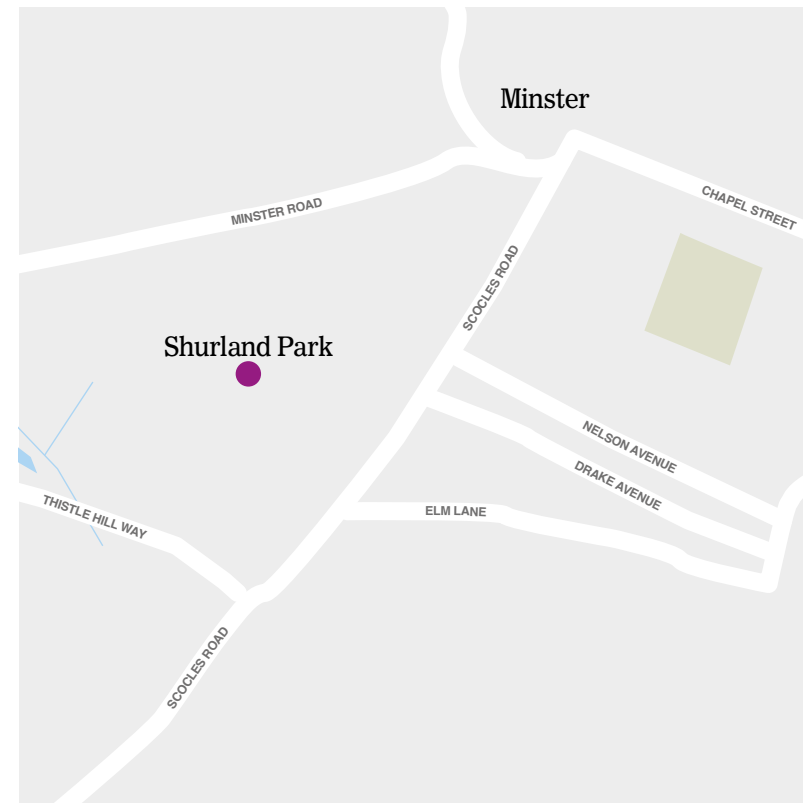 Minster
CHAPEL STREET
MINSTER ROAD
SCOCLES ROAD
Shurland Park
NELSON AVENUE
DRAKE AVENUE
THISTLE HILL WAY
ELM LANE
SCOCLES ROAD